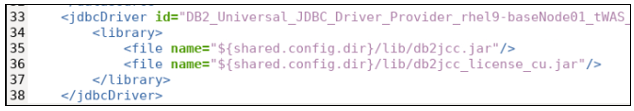 33 <jdbcDriver id="DB2_Universal_JDBC_Driver_Provider_rhel9-baseNode01_tWAS_
34 <library>
35 <file name="${shared.config.dir}/lib/db2jcc.jar"/>
36 <file name="${shared.config.dir}/lib/db2jcc_license_cu.jar"/>
37 </library>
38 </jdbcDriver>